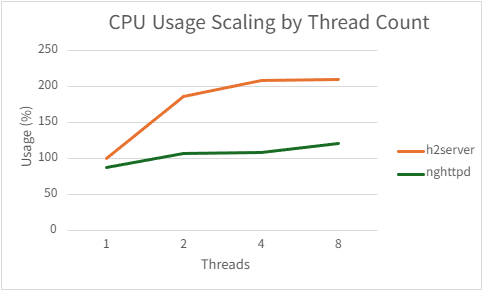 CPU Usage Scaling by Thread Count
250
200
150
100
50
0
Usage (%)
1 2 4 8
Threads
h2server
nghttpd